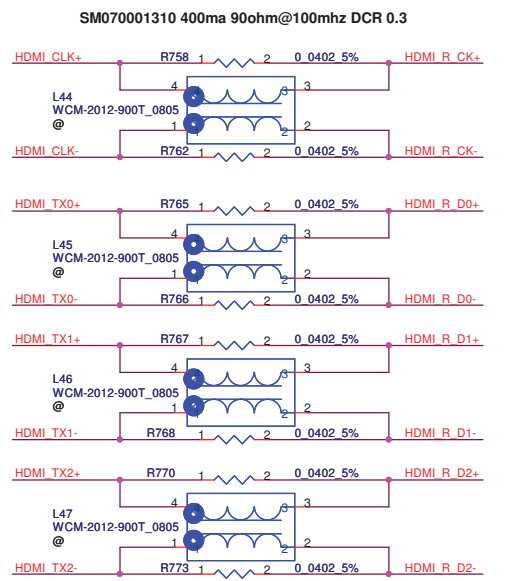 SM070001310 400ma 90ohm@100mhz DCR 0.3
HDMI_CLK+ R758 1 2 0_0402_5% HDMI_R_CK+
4 3 3
L44
WCM-2012-900T_0805
@
1 2 2
HDMI_CLK- R762 1 2 0_0402_5% HDMI_R_CK-
HDMI_TX0+ R765 1 2 0_0402_5% HDMI_R_D0+
4 3 3
L45
WCM-2012-900T_0805
@
1 2 2
HDMI_TX0- R766 1 2 0_0402_5% HDMI_R_D0-
HDMI_TX1+ R767 1 2 0_0402_5% HDMI_R_D1+
4 3 3
L46
WCM-2012-900T_0805
@
1 2 2
HDMI_TX1- R768 1 2 0_0402_5% HDMI_R_D1-
HDMI_TX2+ R770 1 2 0_0402_5% HDMI_R_D2+
4 3 3
L47
WCM-2012-900T_0805
@
1 2 2
HDMI_TX2- R773 1 2 0_0402_5% HDMI_R_D2-